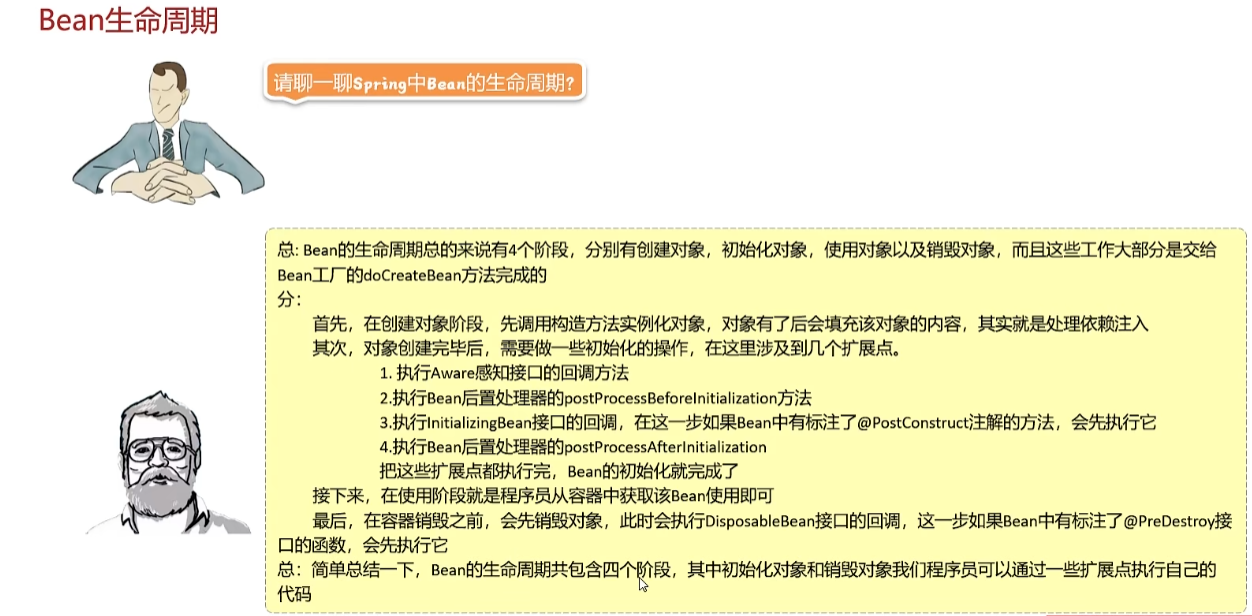 Bean生命周期
请聊一聊Spring中Bean的生命周期?
总: Bean的生命周期总的来说有4个阶段，分别有创建对象，初始化对象，使用对象以及销毁对象，而且这些工作大部分是交给
Bean工厂的doCreateBean方法完成的
分：
首先，在创建对象阶段，先调用构造方法实例化对象，对象有了后会填充该对象的内容，其实就是处理依赖注入
其次，对象创建完毕后，需要做一些初始化的操作，在这里涉及到几个扩展点。
1. 执行Aware感知接口的回调方法
2.执行Bean后置处理器的postProcessBeforeInitialization方法
3.执行InitializingBean接口的回调，在这一步如果Bean中有标注了@PostConstruct注解的方法，会先执行它
4.执行Bean后置处理器的postProcessAfterInitialization
把这些扩展点都执行完，Bean的初始化就完成了
接下来，在使用阶段就是程序员从容器中获取该Bean使用即可
最后，在容器销毁之前，会先销毁对象，此时会执行DisposableBean接口的回调，这一步如果Bean中有标注了@PreDestroy接
口的函数，会先执行它
总：简单总结一下，Bean的生命周期共包含四个阶段，其中初始化对象和销毁对象我们程序员可以通过一些扩展点执行自己的
代码